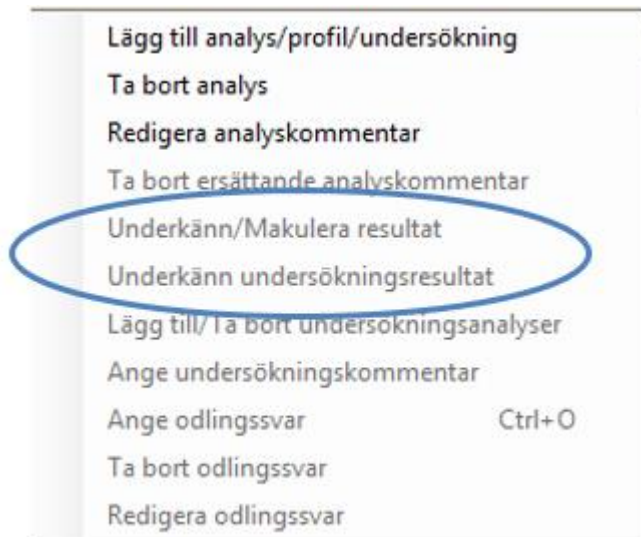 Lägg till analys/profil/undersökning
Ta bort analys
Redigera analyskommentar
Ta bort ersättande analyskommentar
Underkänn/Makulera resultat
Underkänn undersökningsresultat
Lägg till/Ta bort undersökningsanalyser
Ange undersökningskommentar
Ange odlingssvar Ctrl+O
Ta bort odlingssvar
Redigera odlingssvar